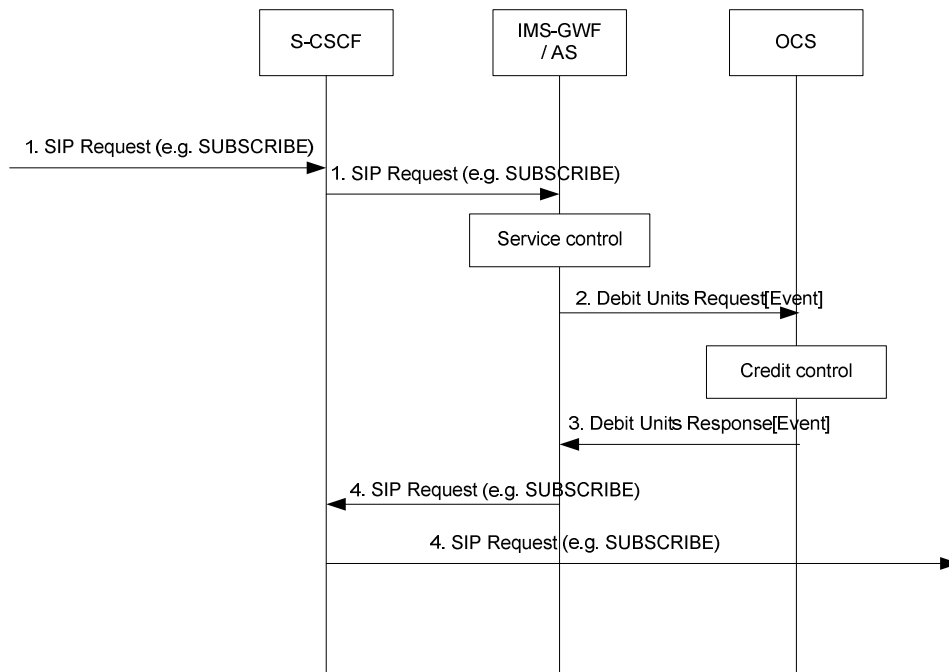 S-CSCF
IMS-GWF
/ AS
OCS
1. SIP Request (e.g. SUBSCRIBE)
1. SIP Request (e.g. SUBSCRIBE)
Service control
2. Debit Units Request[Event]
Credit control
3. Debit Units Response[Event]
4. SIP Request (e.g. SUBSCRIBE)
4. SIP Request (e.g. SUBSCRIBE)